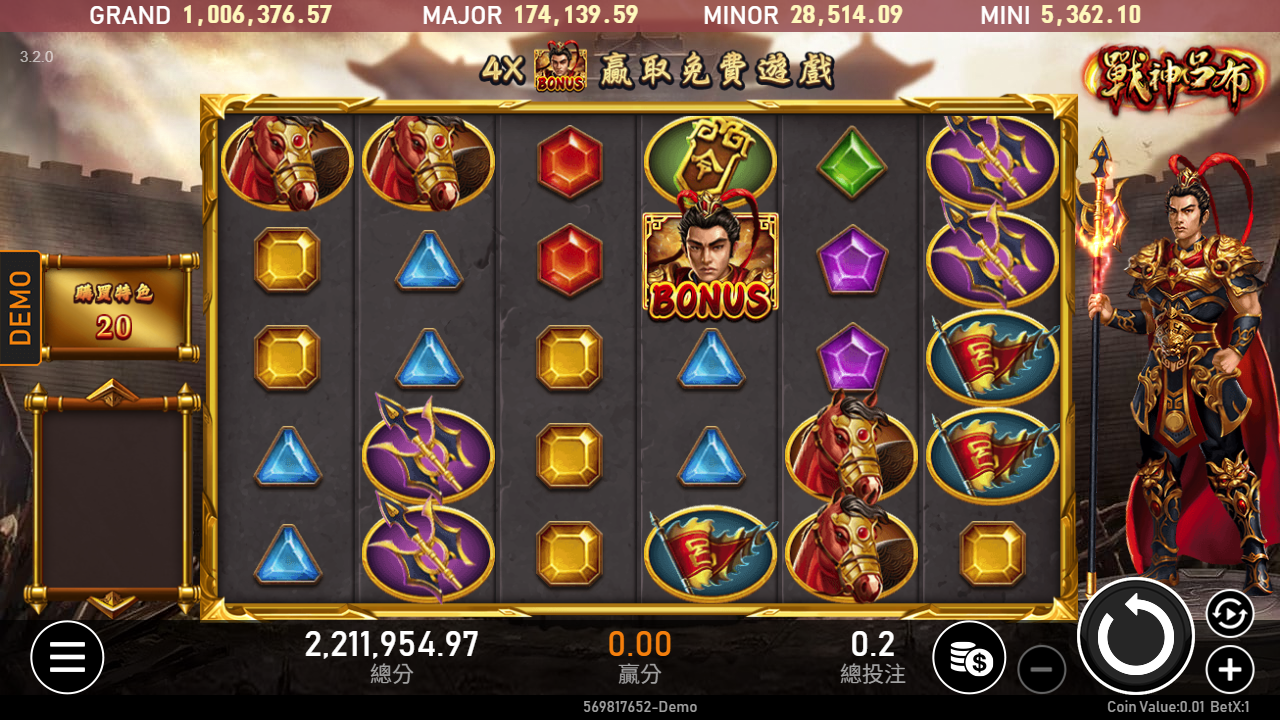 GRAND 1,006,376.57 MAJOR 174,139.59 MINOR 28,514.09 MINI 5,362.10
3.2.0
4X BONUS 贏取免費遊戲
戰神呂布
BONUS
DEMO
購買特色
20
2,211,954.97 0.00 0.2
總分 贏分 總投注
569817652-Demo
Coin Value:0.01 BetX:1